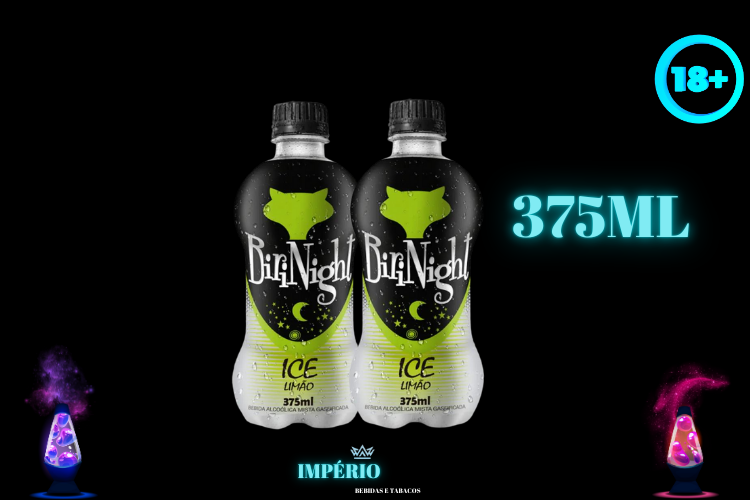 18+
375ML
BiriNight
ICE
LIMÃO
375ml
BEBIDA ALCOÓLICA MISTA GASEIFICADA
BiriNight
ICE
LIMÃO
375ml
BEBIDA ALCOÓLICA MISTA GASEIFICADA
IMPÉRIO
BEBIDAS E TABACOS